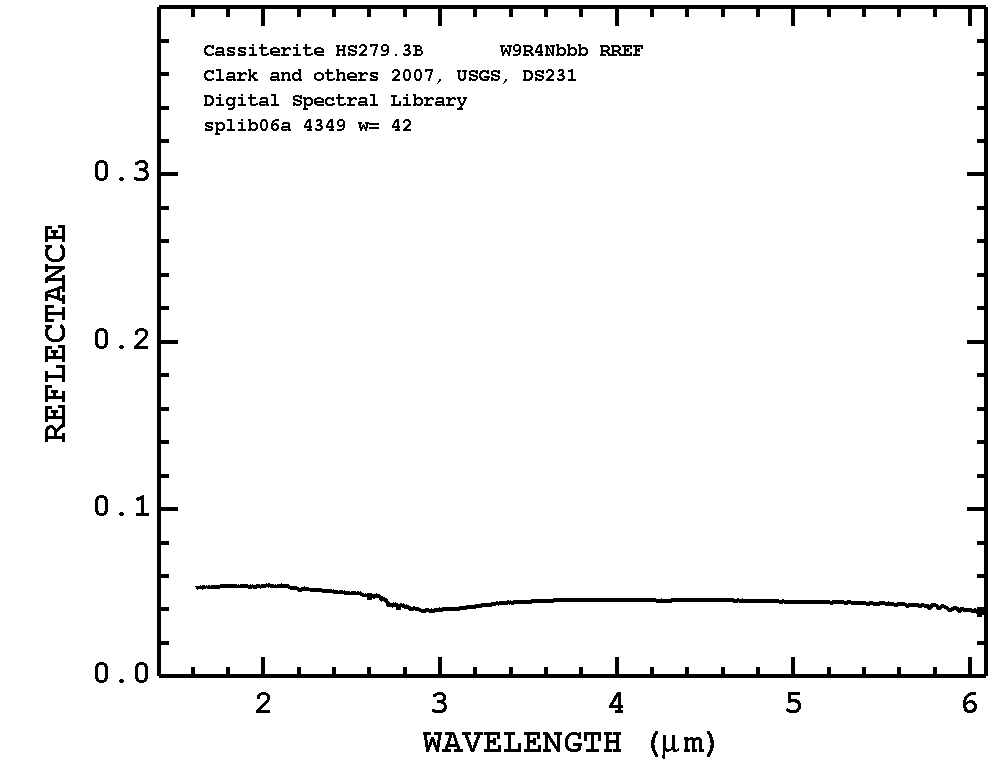 Cassiterite HS279.3B W9R4Nbbb RREF
Clark and others 2007, USGS, DS231
Digital Spectral Library
splib06a 4349 w= 42
REFLECTANCE
0.3
0.2
0.1
0.0
2 3 4 5 6
WAVELENGTH (μm)